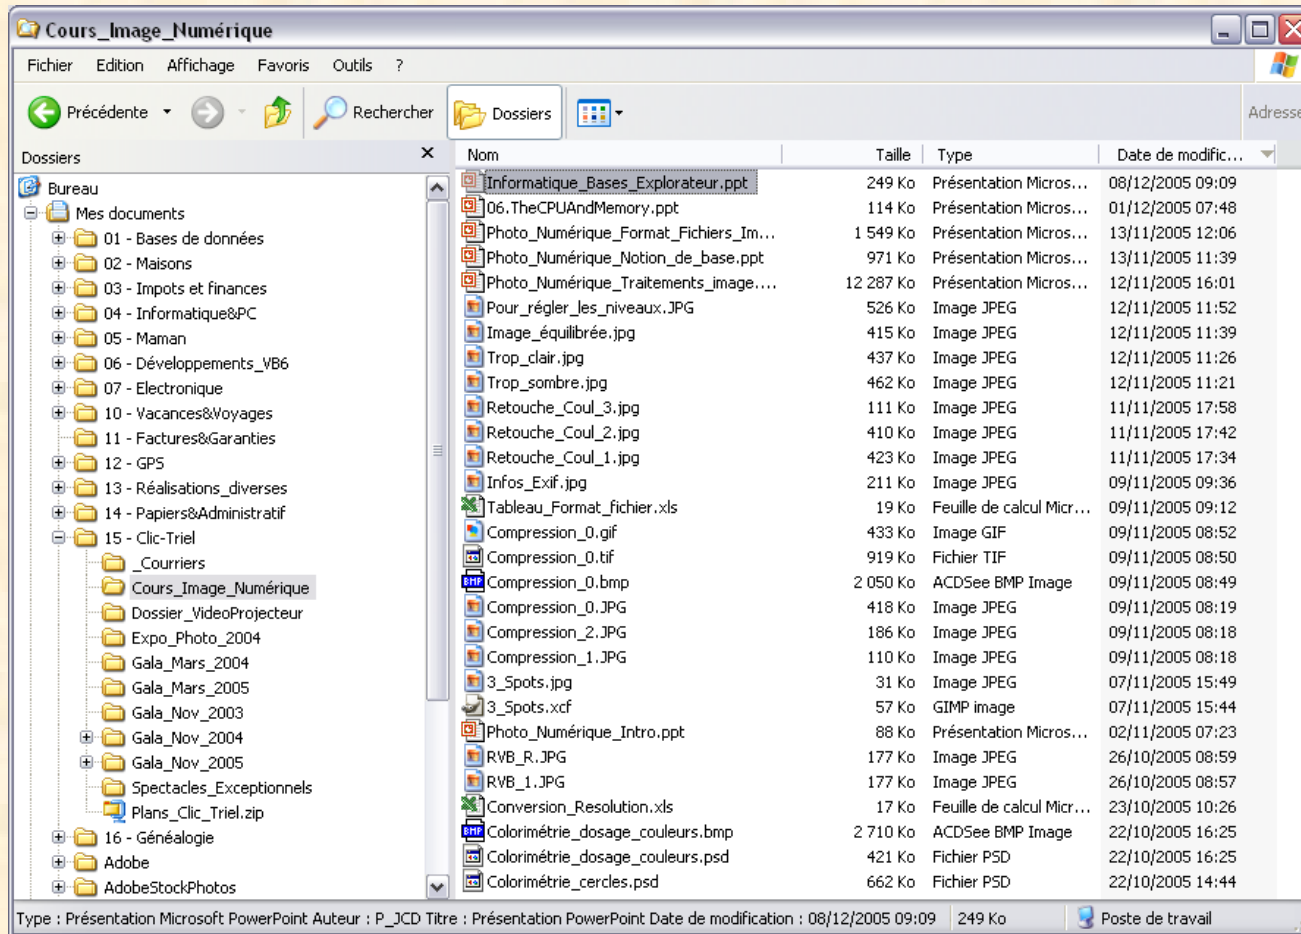 Cours_Image_Numérique
Fichier Edition Affichage Favoris Outils ?
Précédente Rechercher Dossiers Adresse
Dossiers
Bureau
Mes documents
01 - Bases de données
02 - Maisons
03 - Impots et finances
04 - Informatique&PC
05 - Maman
06 - Développements_VB6
07 - Electronique
10 - Vacances&Voyages
11 - Factures&Garanties
12 - GPS
13 - Réalisations_diverses
14 - Papiers&Administratif
15 - Clic-Triel
_Courriers
Cours_Image_Numérique
Dossier_VideoProjecteur
Expo_Photo_2004
Gala_Mars_2004
Gala_Mars_2005
Gala_Nov_2003
Gala_Nov_2004
Gala_Nov_2005
Spectacles_Exceptionnels
Plans_Clic_Triel.zip
16 - Généalogie
Adobe
AdobeStockPhotos
Nom Taille Type Date de modific...
Informatique_Bases_Explorateur.ppt 249 Ko Présentation Micros... 08/12/2005 09:09
06.TheCPUAndMemory.ppt 114 Ko Présentation Micros... 01/12/2005 07:48
Photo_Numérique_Format_Fichiers_Im... 1 549 Ko Présentation Micros... 13/11/2005 12:06
Photo_Numérique_Notion_de_base.ppt 971 Ko Présentation Micros... 13/11/2005 11:39
Photo_Numérique_Traitements_image.... 12 287 Ko Présentation Micros... 12/11/2005 16:01
Pour_régler_les_niveaux.JPG 526 Ko Image JPEG 12/11/2005 11:52
Image_équilibrée.jpg 415 Ko Image JPEG 12/11/2005 11:39
Trop_clair.jpg 437 Ko Image JPEG 12/11/2005 11:26
Trop_sombre.jpg 462 Ko Image JPEG 12/11/2005 11:21
Retouche_Coul_3.jpg 111 Ko Image JPEG 11/11/2005 17:58
Retouche_Coul_2.jpg 410 Ko Image JPEG 11/11/2005 17:42
Retouche_Coul_1.jpg 423 Ko Image JPEG 11/11/2005 17:34
Infos_Exif.jpg 211 Ko Image JPEG 09/11/2005 09:36
Tableau_Format_fichier.xls 19 Ko Feuille de calcul Micr... 09/11/2005 09:12
Compression_0.gif 433 Ko Image GIF 09/11/2005 08:52
Compression_0.tif 919 Ko Fichier TIF 09/11/2005 08:50
BMP Compression_0.bmp 2 050 Ko ACDSee BMP Image 09/11/2005 08:49
Compression_0.JPG 418 Ko Image JPEG 09/11/2005 08:19
Compression_2.JPG 186 Ko Image JPEG 09/11/2005 08:18
Compression_1.JPG 110 Ko Image JPEG 09/11/2005 08:18
3_Spots.jpg 31 Ko Image JPEG 07/11/2005 15:49
3_Spots.xcf 57 Ko GIMP image 07/11/2005 15:44
Photo_Numérique_Intro.ppt 88 Ko Présentation Micros... 02/11/2005 07:23
RVB_R.JPG 177 Ko Image JPEG 26/10/2005 08:59
RVB_1.JPG 177 Ko Image JPEG 26/10/2005 08:57
Conversion_Resolution.xls 17 Ko Feuille de calcul Micr... 23/10/2005 10:26
BMP Colorimétrie_dosage_couleurs.bmp 2 710 Ko ACDSee BMP Image 22/10/2005 16:25
Colorimétrie_dosage_couleurs.psd 421 Ko Fichier PSD 22/10/2005 16:25
Colorimétrie_cercles.psd 662 Ko Fichier PSD 22/10/2005 14:44
Type : Présentation Microsoft PowerPoint Auteur : P_JCD Titre : Présentation PowerPoint Date de modification : 08/12/2005 09:09 249 Ko Poste de travail